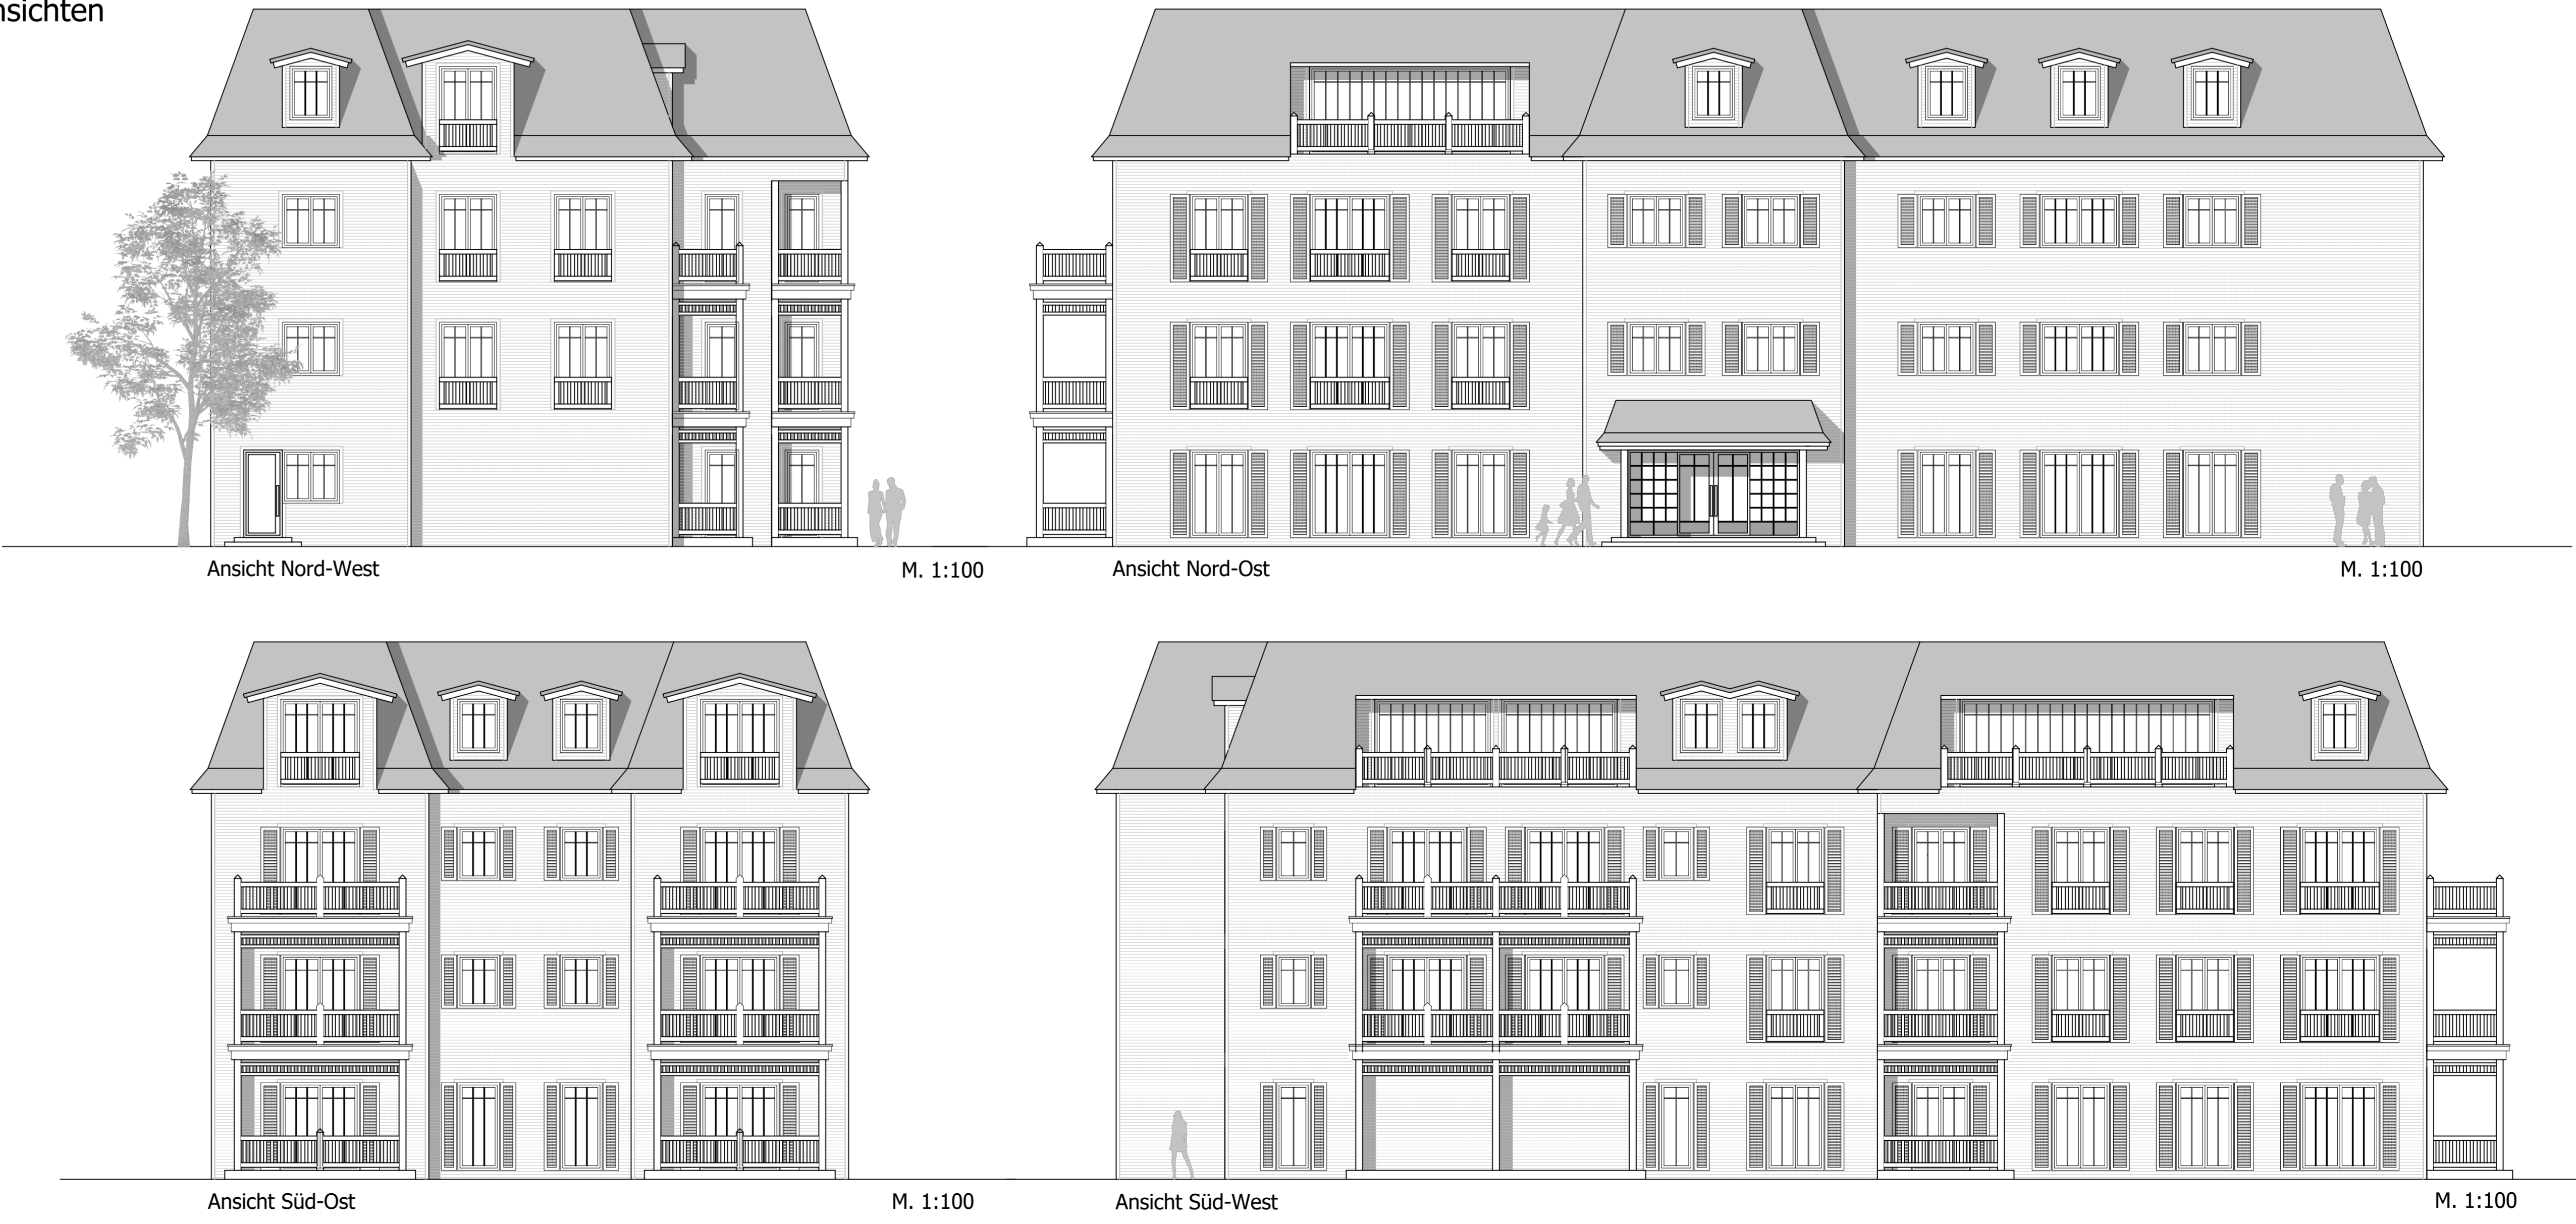 nsichten
Ansicht Nord-West
M. 1:100
Ansicht Nord-Ost
M. 1:100
Ansicht Süd-Ost
M. 1:100
Ansicht Süd-West
M. 1:100